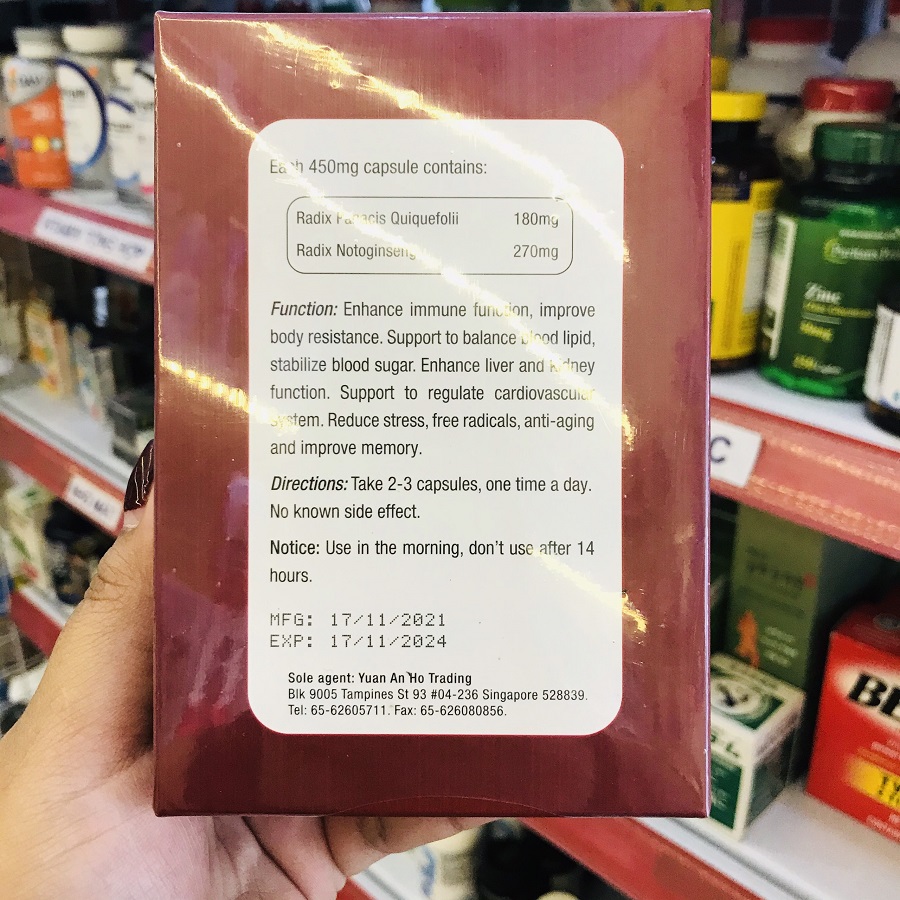 Each 450mg capsule contains:
Radix Panacis Quiquefolii 180mg
Radix Notoginseng 270mg
Function: Enhance immune function, improve
body resistance. Support to balance blood lipid,
stabilize blood sugar. Enhance liver and kidney
function. Support to regulate cardiovascular
system. Reduce stress, free radicals, anti-aging
and improve memory.
Directions: Take 2-3 capsules, one time a day.
No known side effect.
Notice: Use in the morning, don't use after 14
hours.
MFG: 17/11/2021
EXP: 17/11/2024
Sole agent: Yuan An Ho Trading
Blk 9005 Tampines St 93 #04-236 Singapore 528839.
Tel: 65-62605711. Fax: 65-626080856.
Zinc
C